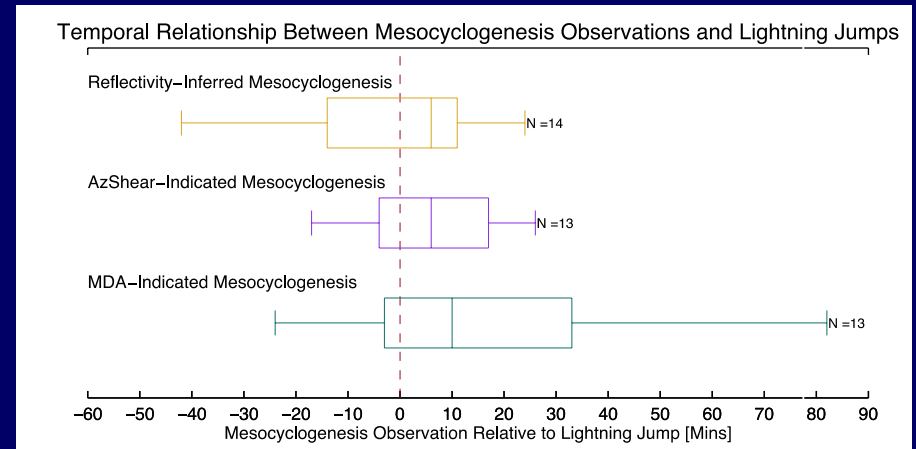 Temporal Relationship Between Mesocyclogenesis Observations and Lightning Jumps
Reflectivity−Inferred Mesocyclogenesis
N =14
AzShear−Indicated Mesocyclogenesis
N =13
MDA−Indicated Mesocyclogenesis
N =13
−60 −50 −40 −30 −20 −10 0 10 20 30 40 50 60 70 80 90
Mesocyclogenesis Observation Relative to Lightning Jump [Mins]